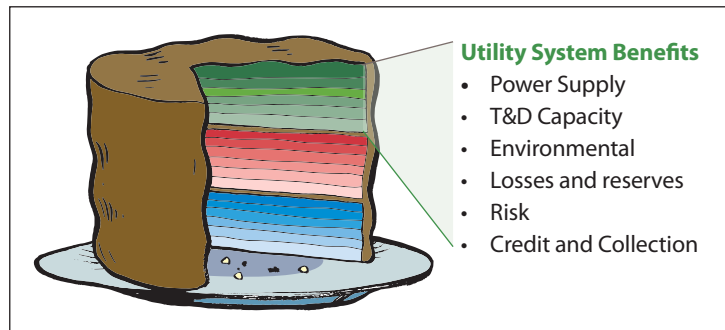 Utility System Benefits
• Power Supply
• T&D Capacity
• Environmental
• Losses and reserves
• Risk
• Credit and Collection